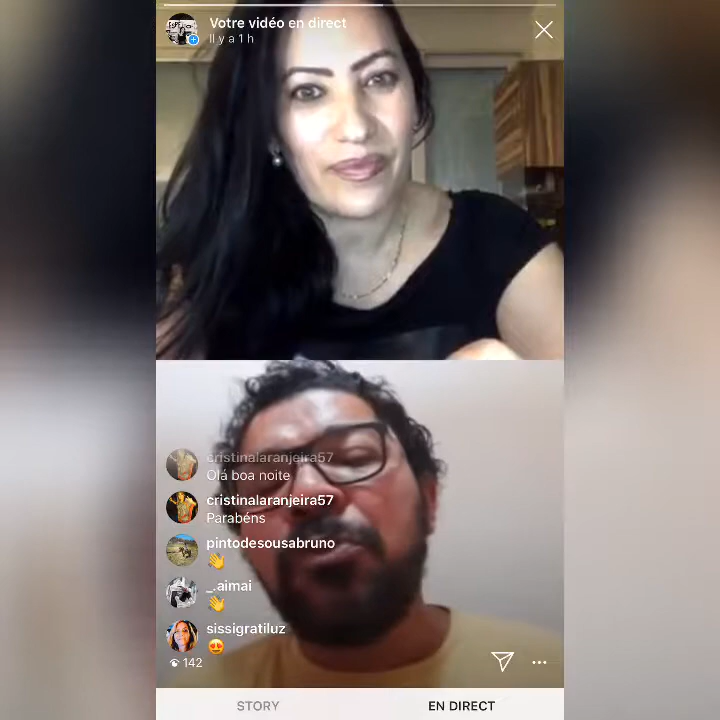 Votre vidéo en direct
Il y a 1 h
cristinalaranjeira57
Olá boa noite
cristinalaranjeira57
Parabéns
pintodesousabruno
👋
_.aimai
👋
sissigratiluz
😍
142
STORY
EN DIRECT